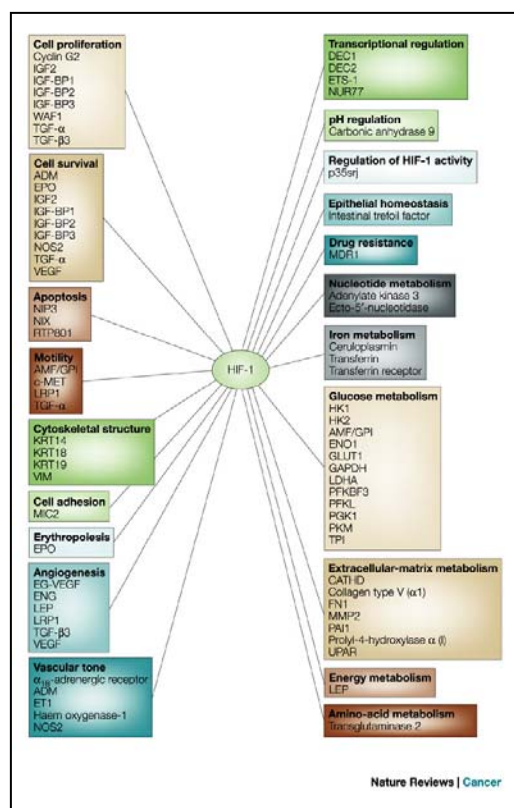 Cell proliferation
Cyclin G2
IGF2
IGF-BP1
IGF-BP2
IGF-BP3
WAF1
TGF-α
TGF-β3
Cell survival
ADM
EPO
IGF2
IGF-BP1
IGF-BP2
IGF-BP3
NOS2
TGF-α
VEGF
Apoptosis
NIP3
NIX
RTP801
Motility
AMF/GPI
c-MET
LRP1
TGF-α
Cytoskeletal structure
KRT14
KRT18
KRT19
VIM
Cell adhesion
MIC2
Erythropoiesis
EPO
Angiogenesis
EG-VEGF
ENG
LEP
LRP1
TGF-β3
VEGF
Vascular tone
α1B-adrenergic receptor
ADM
ET1
Haem oxygenase-1
NOS2
HIF-1
Transcriptional regulation
DEC1
DEC2
ETS-1
NUR77
pH regulation
Carbonic anhydrase 9
Regulation of HIF-1 activity
p35srj
Epithelial homeostasis
Intestinal trefoil factor
Drug resistance
MDR1
Nucleotide metabolism
Adenylate kinase 3
Ecto-5'-nucleotidase
Iron metabolism
Ceruloplasmin
Transferrin
Transferrin receptor
Glucose metabolism
HK1
HK2
AMF/GPI
ENO1
GLUT1
GAPDH
LDHA
PFKBF3
PFKL
PGK1
PKM
TPI
Extracellular-matrix metabolism
CATHD
Collagen type V (α1)
FN1
MMP2
PAI1
Prolyl-4-hydroxylase α (I)
UPAR
Energy metabolism
LEP
Amino-acid metabolism
Transglutaminase 2
Nature Reviews | Cancer